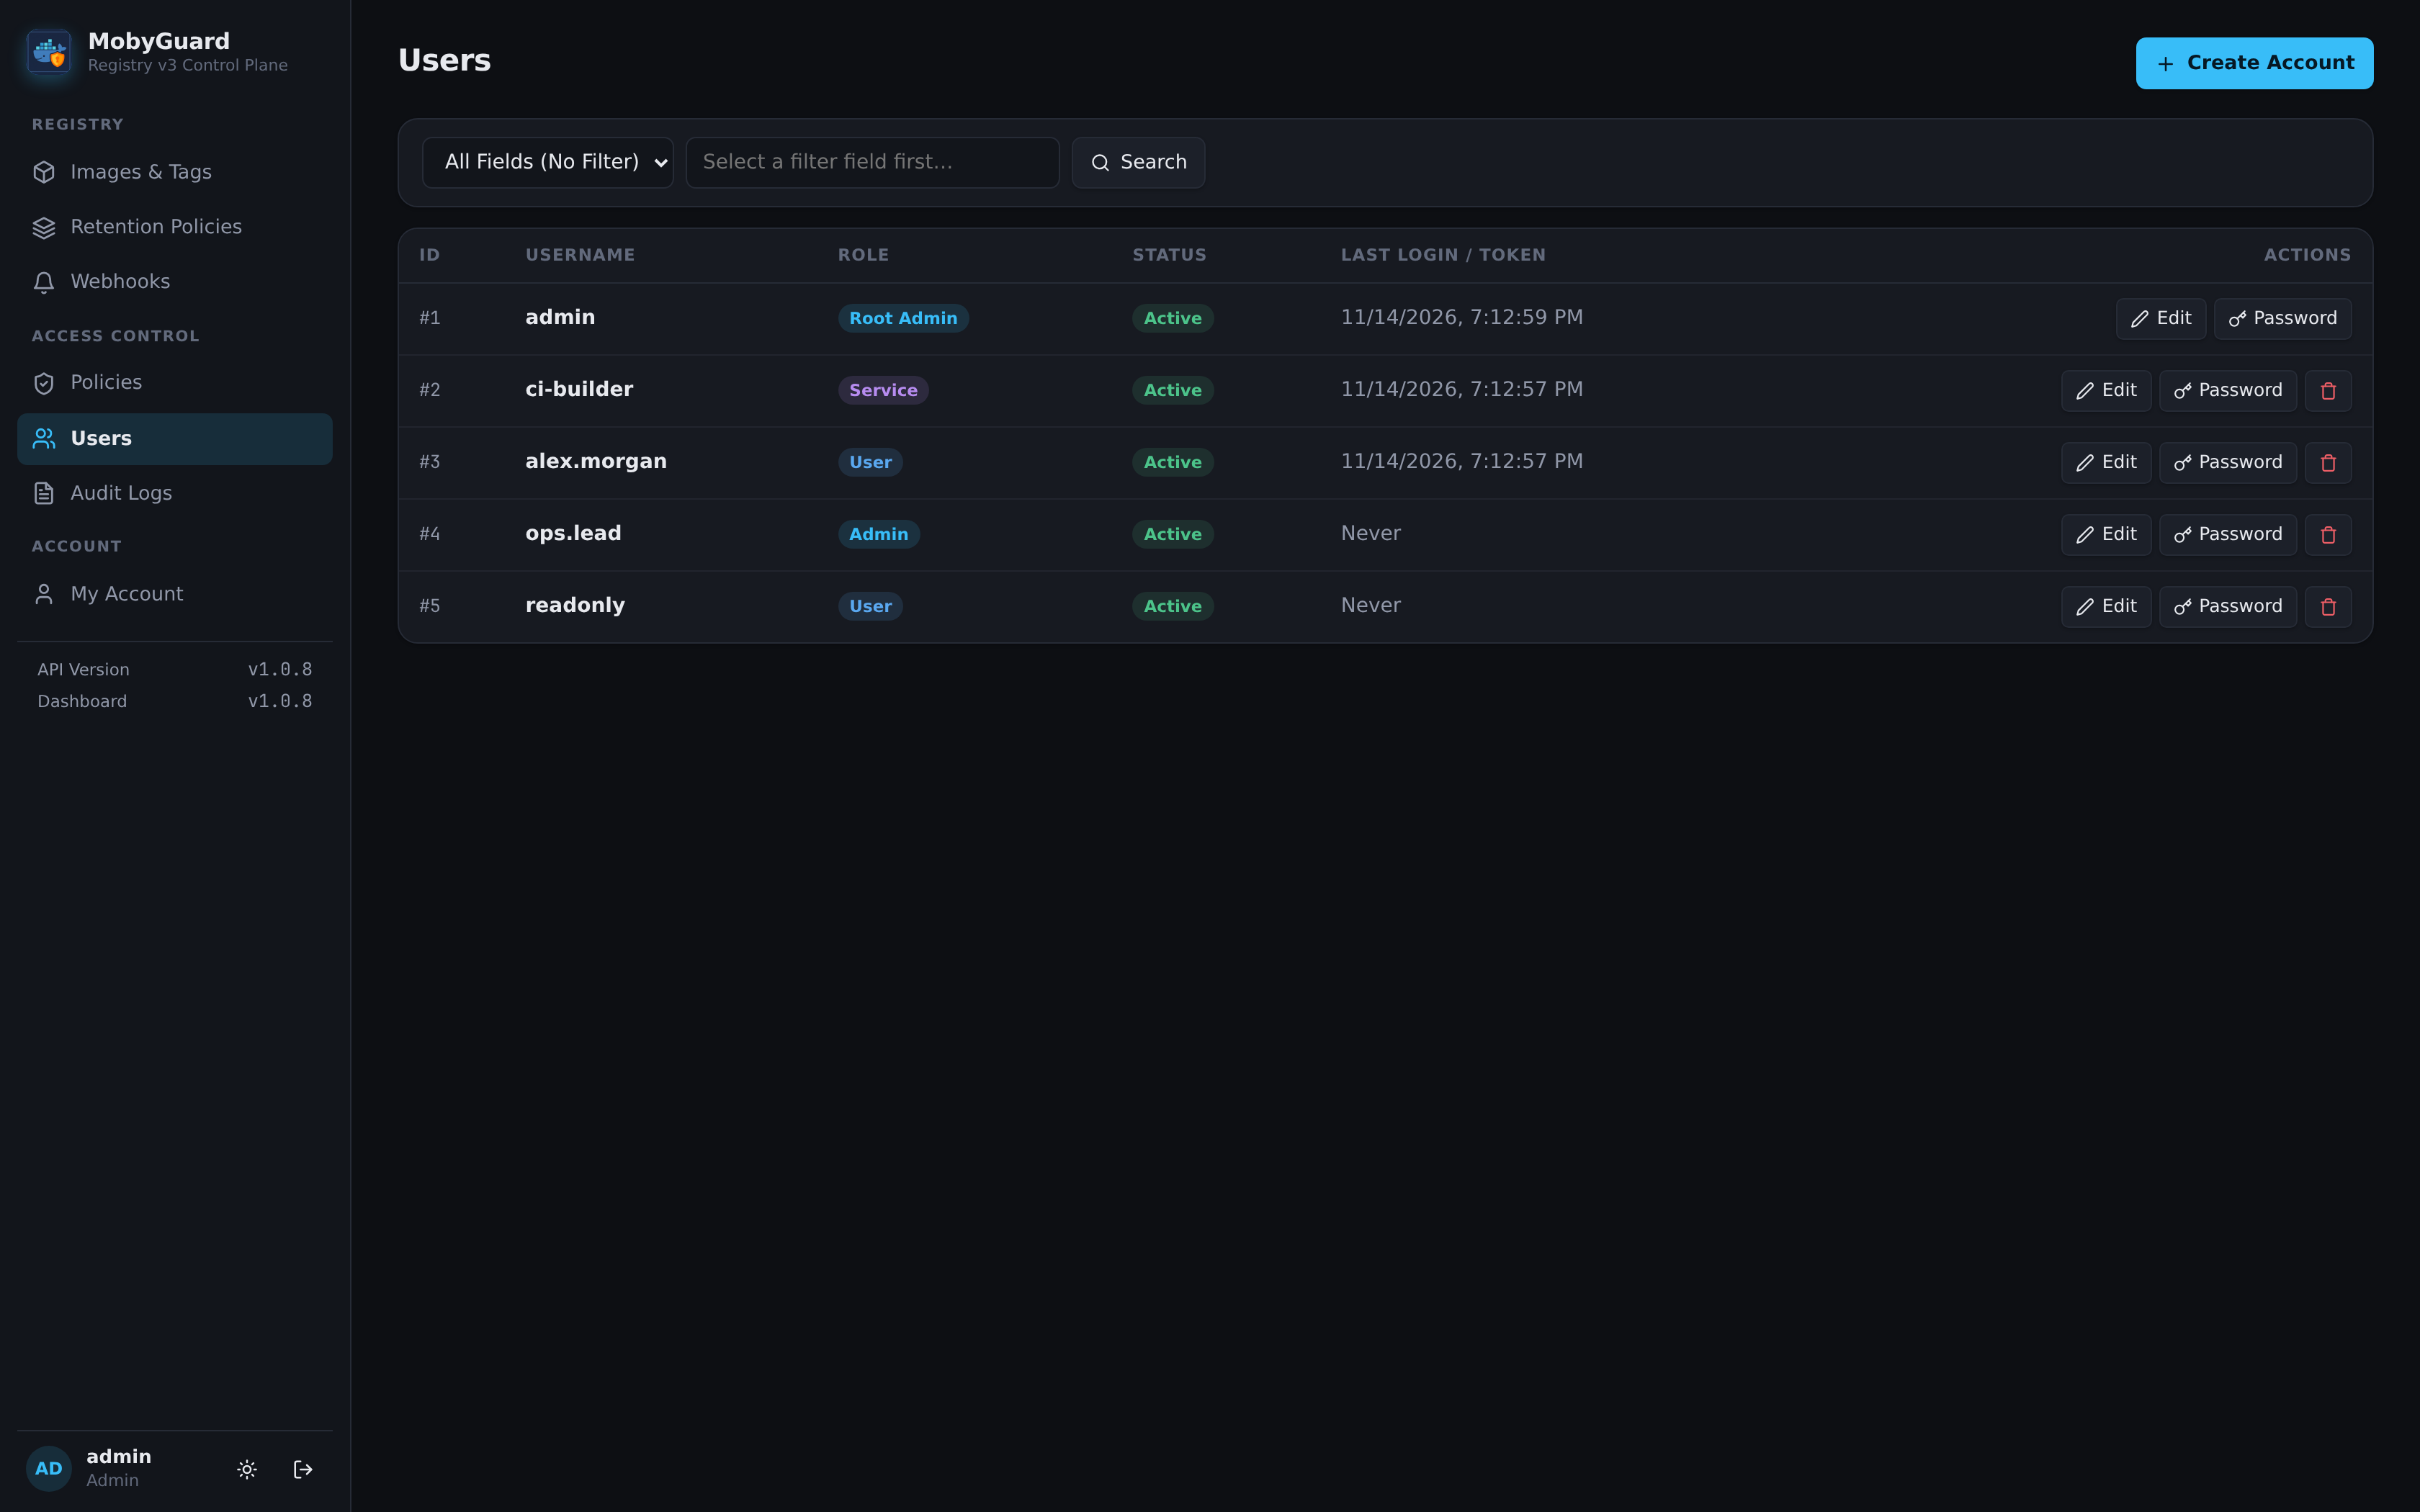 MobyGuard
Registry v3 Control Plane
REGISTRY
Images & Tags
Retention Policies
Webhooks
ACCESS CONTROL
Policies
Users
Audit Logs
ACCOUNT
My Account
API Version v1.0.8
Dashboard v1.0.8
AD
admin
Admin
Users
Create Account
All Fields (No Filter) Select a filter field first... Search
ID USERNAME ROLE STATUS LAST LOGIN / TOKEN ACTIONS
#1 admin Root Admin Active 11/14/2026, 7:12:59 PM Edit Password
#2 ci-builder Service Active 11/14/2026, 7:12:57 PM Edit Password
#3 alex.morgan User Active 11/14/2026, 7:12:57 PM Edit Password
#4 ops.lead Admin Active Never Edit Password
#5 readonly User Active Never Edit Password